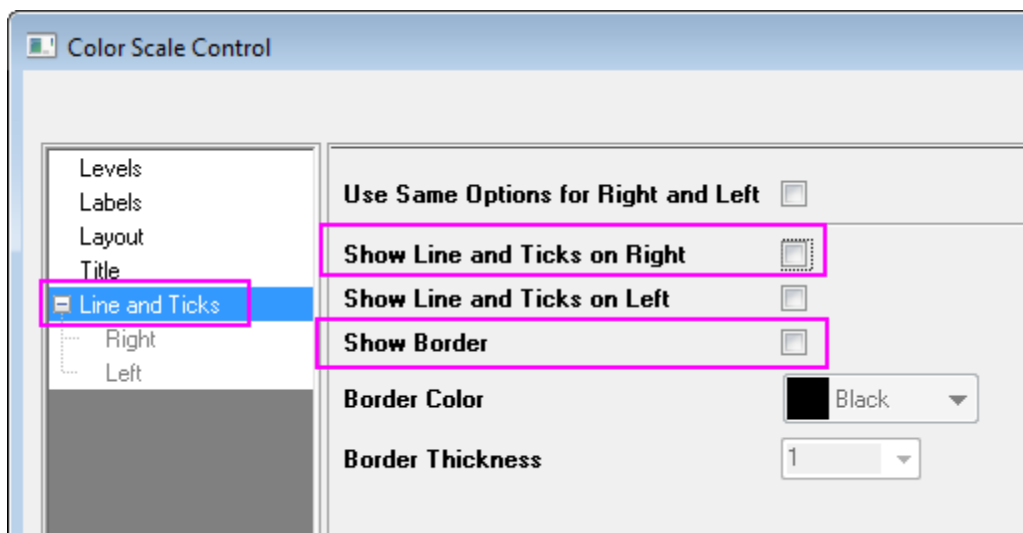 Color Scale Control
Levels
Labels
Layout
Title
Line and Ticks
Right
Left
Use Same Options for Right and Left
Show Line and Ticks on Right
Show Line and Ticks on Left
Show Border
Border Color
Black
Border Thickness
1